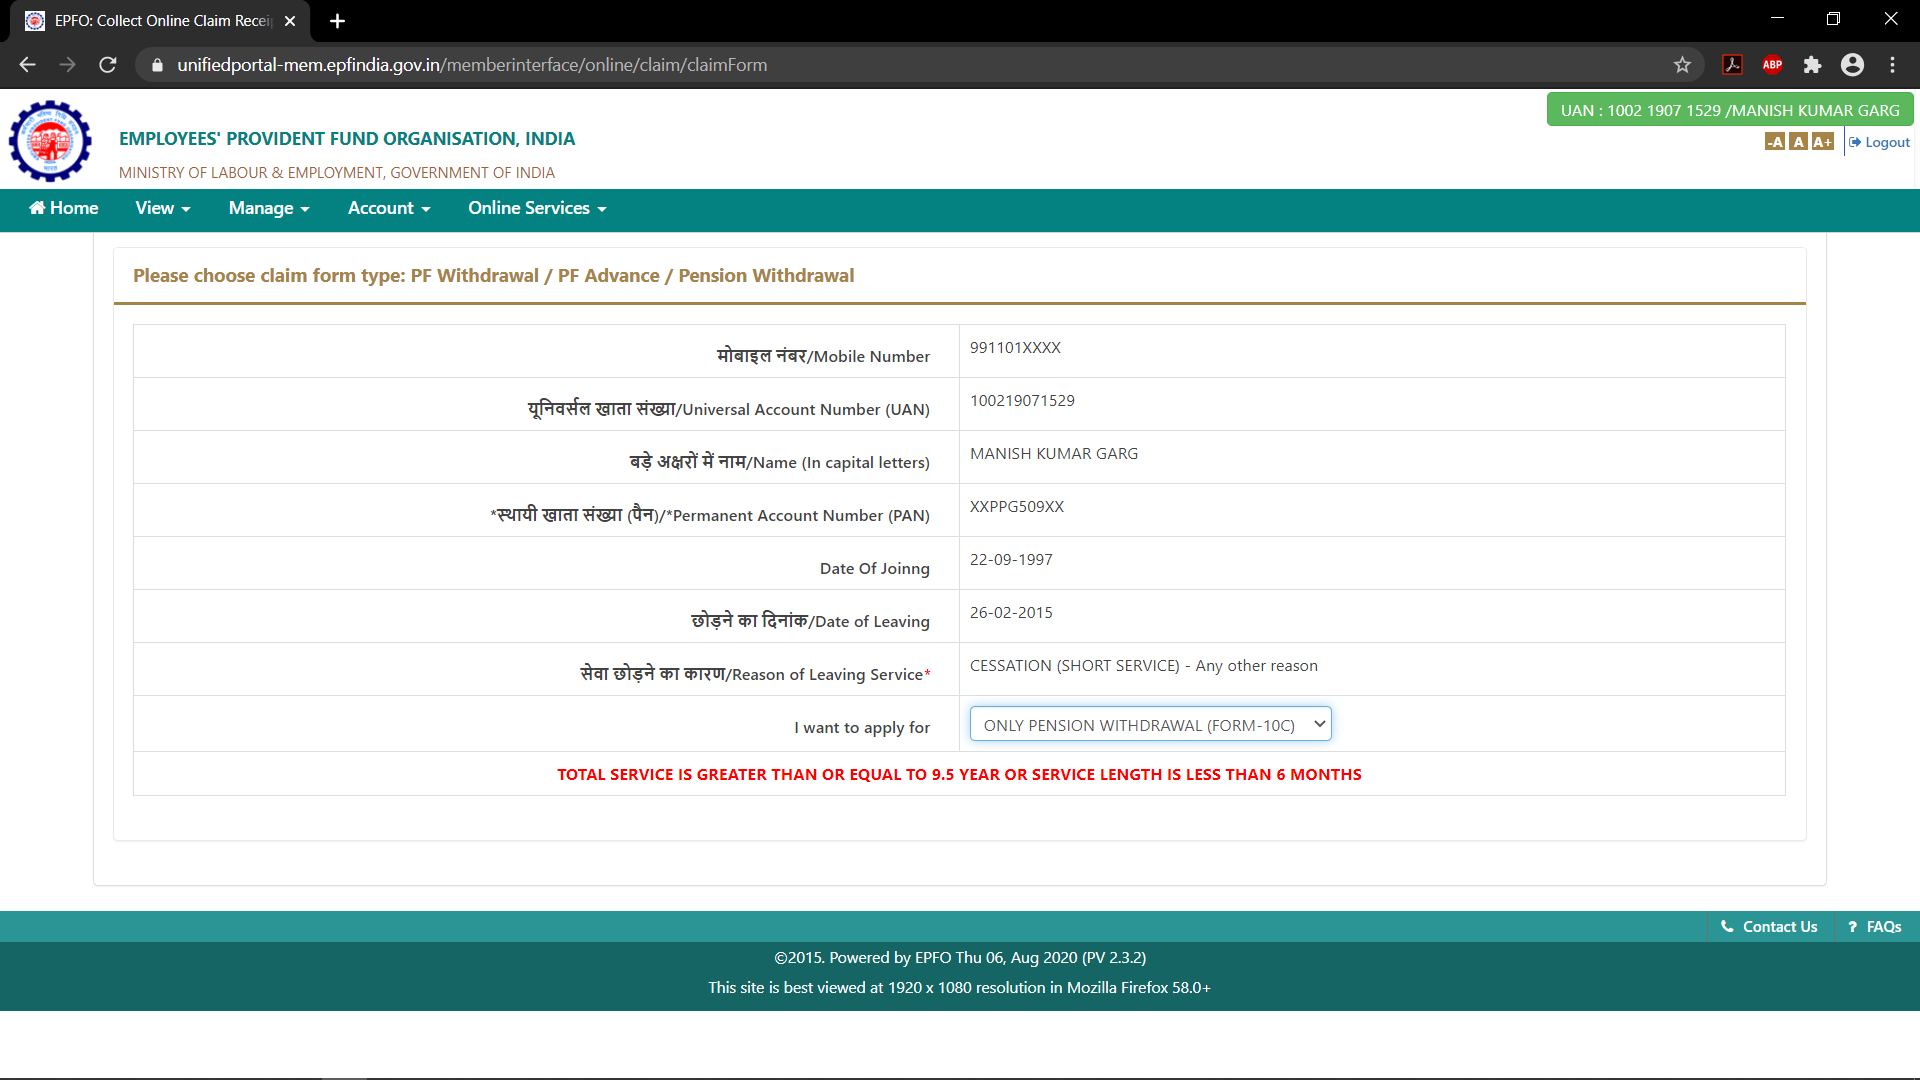 EPFO: Collect Online Claim Recei
unifiedportal-mem.epfindia.gov.in/memberinterface/online/claim/claimForm
ABP
UAN : 1002 1907 1529 /MANISH KUMAR GARG
EMPLOYEES' PROVIDENT FUND ORGANISATION, INDIA
-A A A+ Logout
MINISTRY OF LABOUR & EMPLOYMENT, GOVERNMENT OF INDIA
Home View Manage Account Online Services
Please choose claim form type: PF Withdrawal / PF Advance / Pension Withdrawal
मोबाइल नंबर/Mobile Number 991101XXXX
यूनिवर्सल खाता संख्या/Universal Account Number (UAN) 100219071529
बड़े अक्षरों में नाम/Name (In capital letters) MANISH KUMAR GARG
*स्थायी खाता संख्या (पैन)/*Permanent Account Number (PAN) XXPPG509XX
Date Of Joinng 22-09-1997
छोड़ने का दिनांक/Date of Leaving 26-02-2015
सेवा छोड़ने का कारण/Reason of Leaving Service* CESSATION (SHORT SERVICE) - Any other reason
I want to apply for ONLY PENSION WITHDRAWAL (FORM-10C)
TOTAL SERVICE IS GREATER THAN OR EQUAL TO 9.5 YEAR OR SERVICE LENGTH IS LESS THAN 6 MONTHS
Contact Us ? FAQs
©2015. Powered by EPFO Thu 06, Aug 2020 (PV 2.3.2)
This site is best viewed at 1920 x 1080 resolution in Mozilla Firefox 58.0+